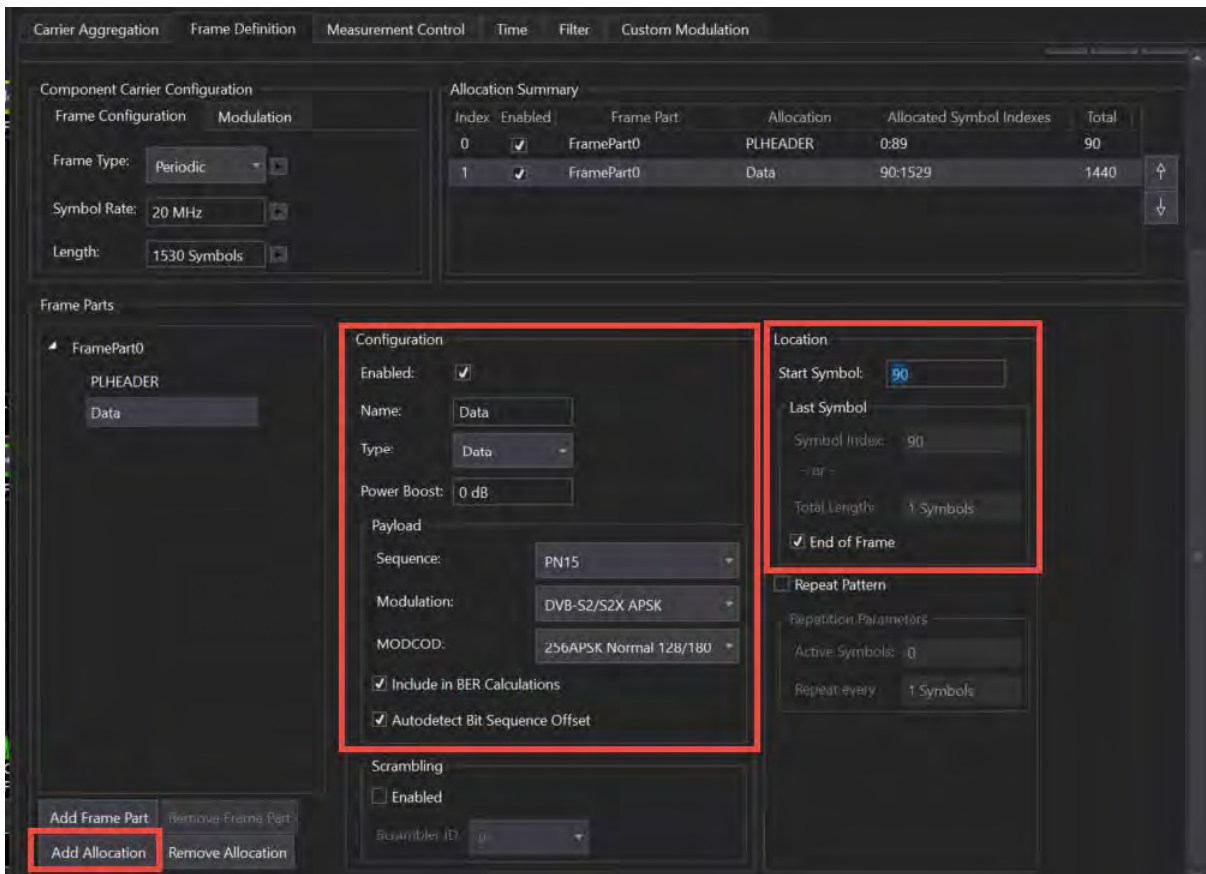 Carrier Aggregation Frame Definition Measurement Control Time Filter Custom Modulation
Component Carrier Configuration
Frame Configuration Modulation
Frame Type: Periodic
Symbol Rate: 20 MHz
Length: 1530 Symbols
Allocation Summary
Index Enabled Frame Part Allocation Allocated Symbol Indexes Total
0 FramePart0 PLHEADER 0:89 90
1 FramePart0 Data 90:1529 1440
Frame Parts
FramePart0
PLHEADER
Data
Add Frame Part Remove Frame Part
Add Allocation Remove Allocation
Configuration
Enabled:
Name: Data
Type: Data
Power Boost: 0 dB
Payload
Sequence: PN15
Modulation: DVB-S2/S2X APSK
MODCOD: 256APSK Normal 128/180
Include in BER Calculations
Autodetect Bit Sequence Offset
Scrambling
Enabled
Scrambler ID: 0
Location
Start Symbol: 90
Last Symbol
Symbol Index: 90
- or -
Total Length: 1 Symbols
End of Frame
Repeat Pattern
Repetition Parameters
Active Symbols: 0
Repeat every 1 Symbols